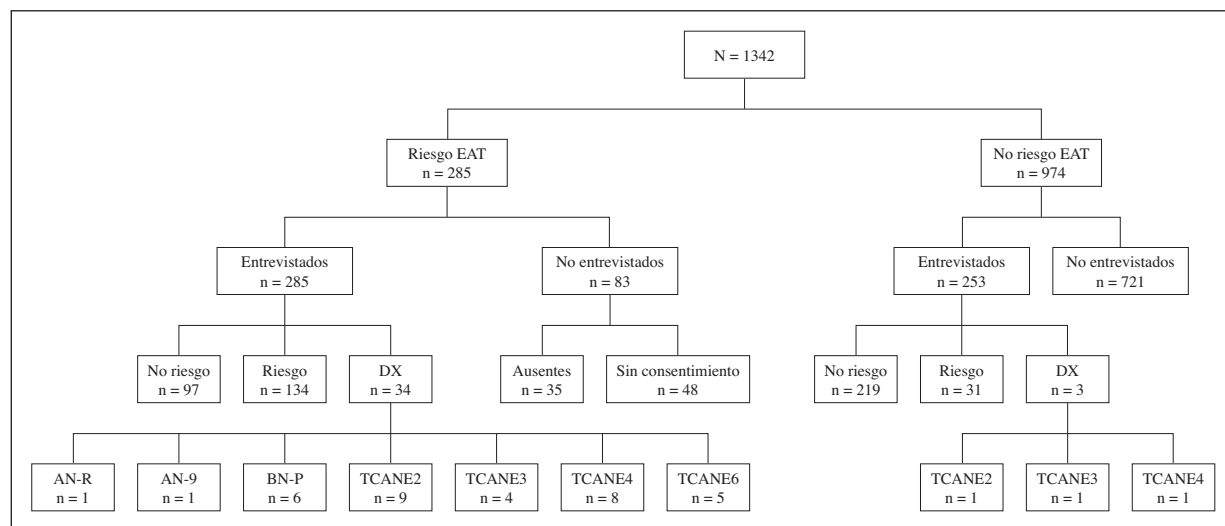 N = 1342
Riesgo EAT
n = 285
No riesgo EAT
n = 974
Entrevistados
n = 285
No entrevistados
n = 83
Entrevistados
n = 253
No entrevistados
n = 721
No riesgo
n = 97
Riesgo
n = 134
DX
n = 34
Ausentes
n = 35
Sin consentimiento
n = 48
No riesgo
n = 219
Riesgo
n = 31
DX
n = 3
AN-R
n = 1
AN-9
n = 1
BN-P
n = 6
TCANE2
n = 9
TCANE3
n = 4
TCANE4
n = 8
TCANE6
n = 5
TCANE2
n = 1
TCANE3
n = 1
TCANE4
n = 1